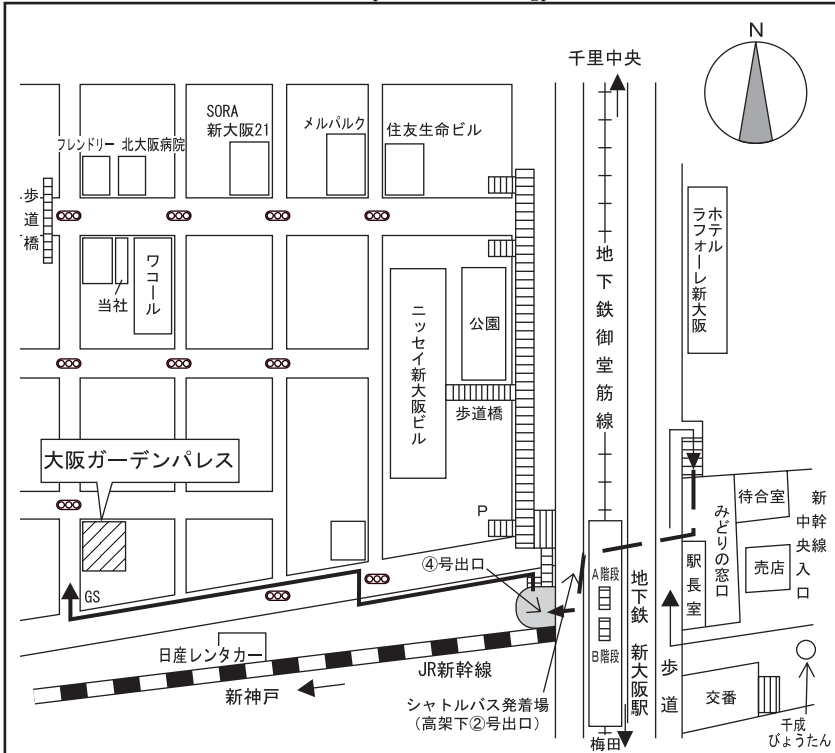 千里中央
N
SORA
新大阪21
メルパルク
住友生命ビル
フレンドリー
北大阪病院
歩道橋
ホテル
ラフォーレ新大阪
地下鉄御堂筋線
ワコール
当社
公園
ニッセイ新大阪ビル
歩道橋
大阪ガーデンパレス
P
待合室
新幹線
中央入口
みどりの窓口
売店
駅長室
④号出口
A階段
B階段
地下鉄 新大阪駅
GS
日産レンタカー
JR新幹線
新神戸
シャトルバス発着場
(高架下②号出口)
歩道
交番
千成
びょうたん
梅田